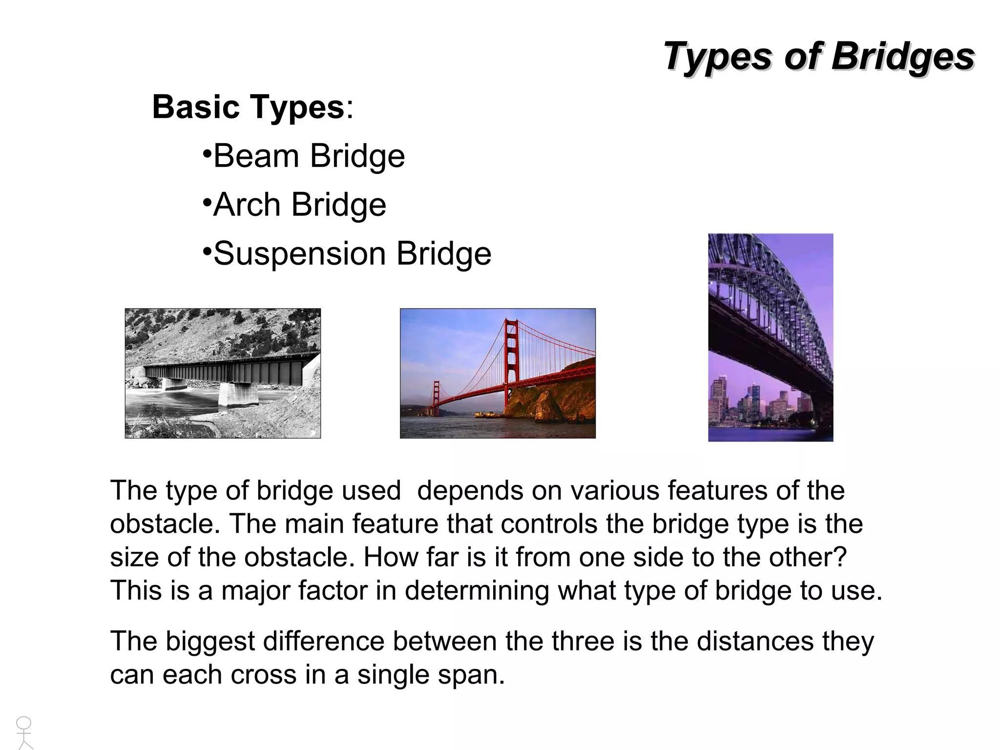 Types of Bridges
Basic Types:
•Beam Bridge
•Arch Bridge
•Suspension Bridge
The type of bridge used  depends on various features of the
obstacle. The main feature that controls the bridge type is the
size of the obstacle. How far is it from one side to the other?
This is a major factor in determining what type of bridge to use.
The biggest difference between the three is the distances they
can each cross in a single span.